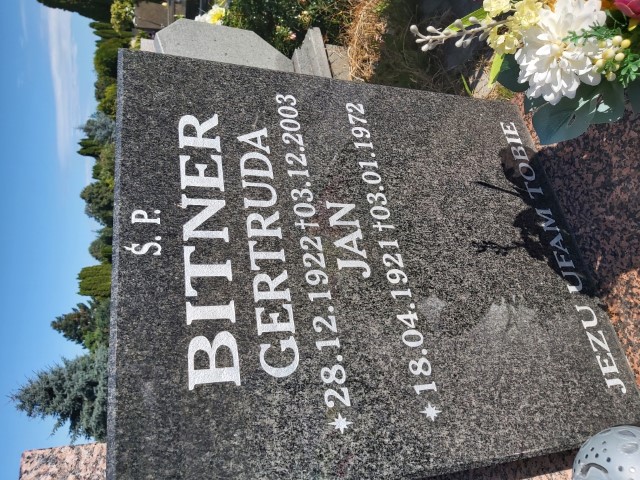 Ś.P.
BITNER
GERTRUDA
*28.12.1922 †03.12.2003
JAN
*18.04.1921 †03.01.1972
JEZU UFAM TOBIE